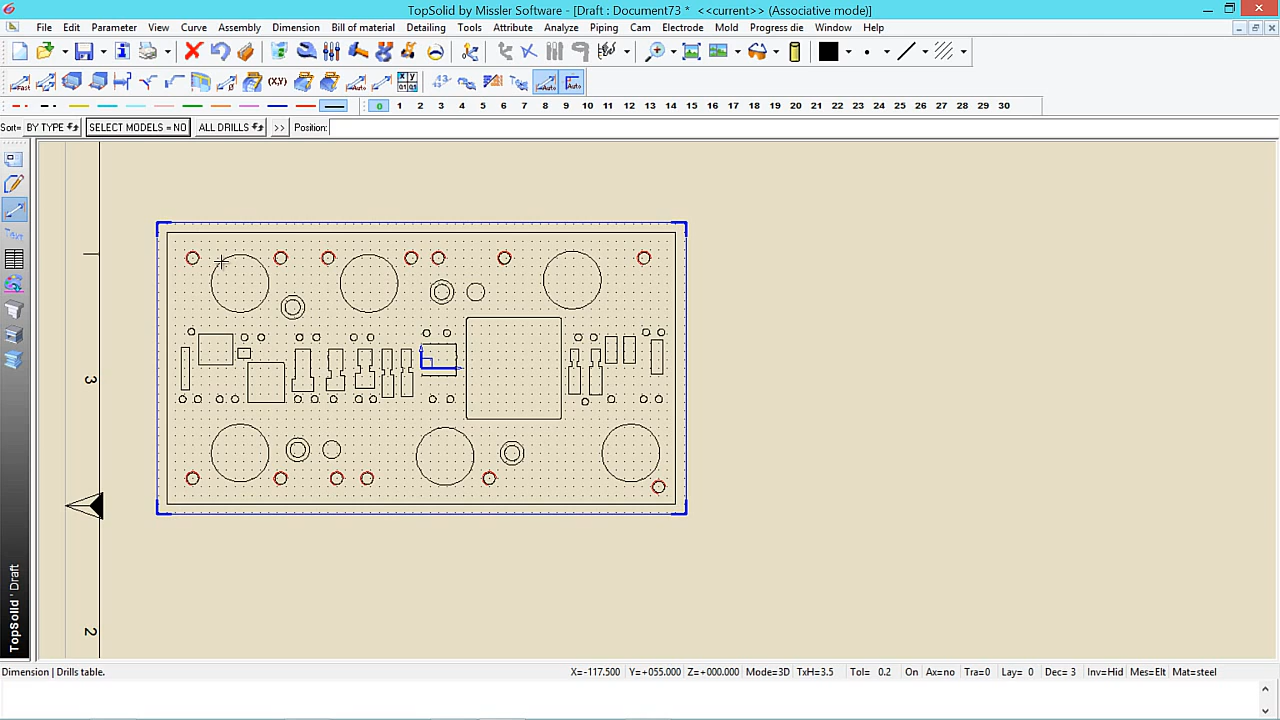 TopSolid by Missler Software - [Draft : Document73 * <<current>> (Associative mode)]
File Edit Parameter View Curve Assembly Dimension Bill of material Detailing Tools Attribute Analyze Piping Cam Electrode Mold Progress die Window Help
0 1 2 3 4 5 6 7 8 9 10 11 12 13 14 15 16 17 18 19 20 21 22 23 24 25 26 27 28 29 30
Sort= BY TYPE SELECT MODELS = NO ALL DRILLS >> Position:
3
2
TopSolid'Draft
Dimension | Drills table. X=-117.500 Y=+055.000 Z=+000.000 Mode=3D TxH=3.5 Tol= 0.2 On Ax=no Tra=0 Lay= 0 Dec= 3 Inv=Hid Mes=Elt Mat=steel